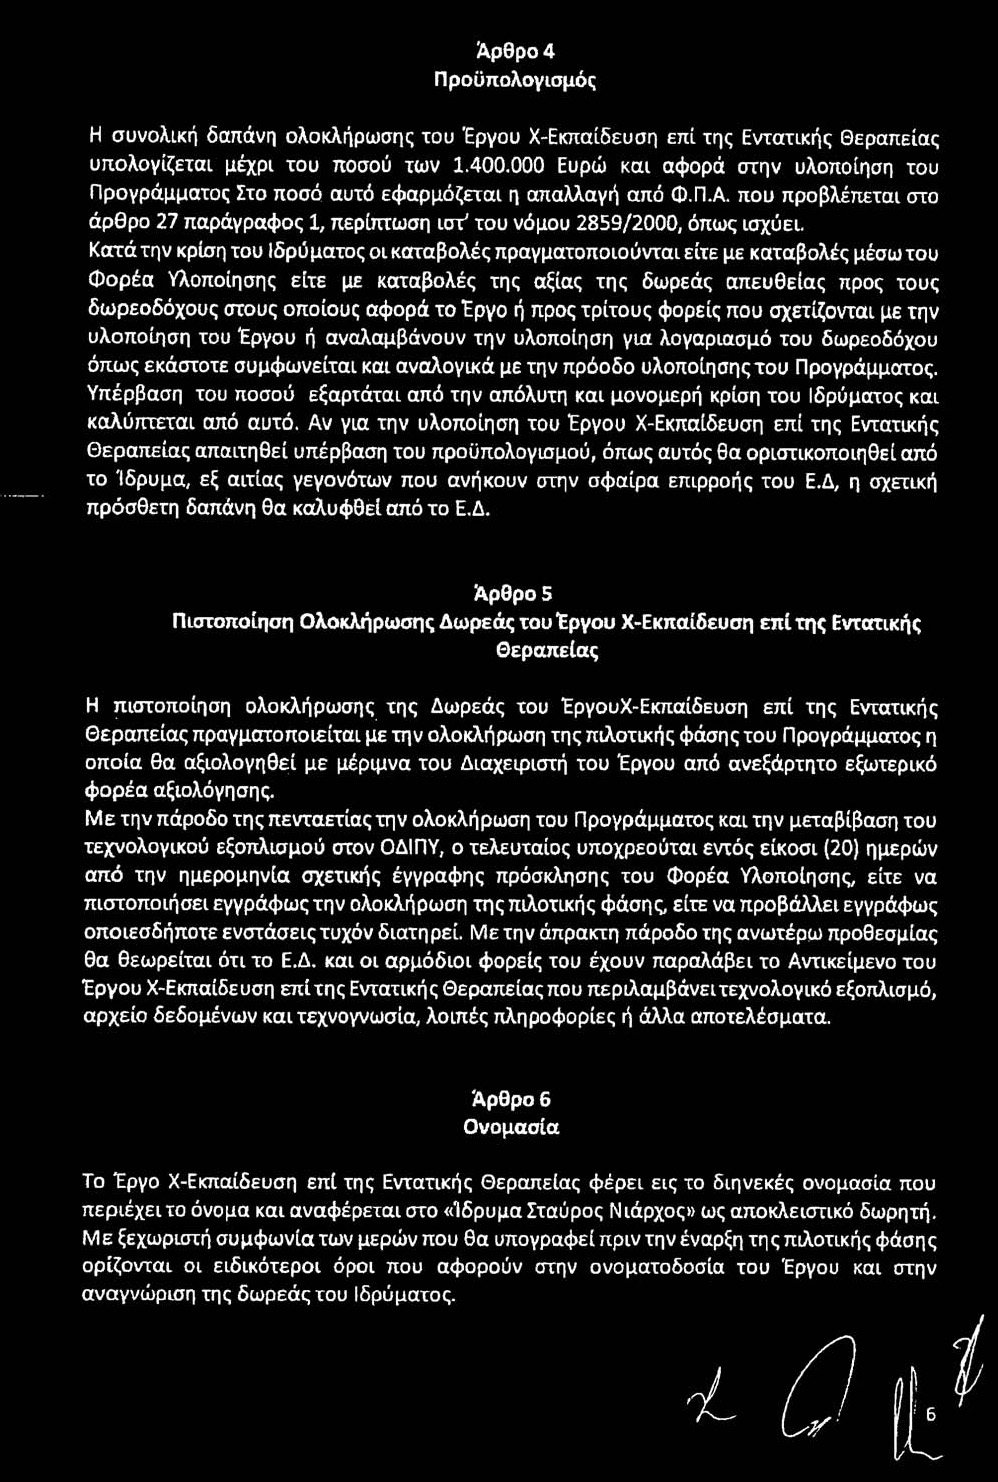 Άρθρο 4
Προϋπολογισμός
Η συνολική δαπάνη ολοκλήρωσης του Έργου Χ-Εκπαίδευση επί της Εντατικής Θεραπείας
υπολογίζεται μέχρι του ποσού των 1.400.000 Ευρώ και αφορά στην υλοποίηση του
Προγράμματος Στο ποσό αυτό εφαρμόζεται η απαλλαγή από Φ.Π.Α. που προβλέπεται στο
άρθρο 27 παράγραφος 1, περίπτωση ιστ' του νόμου 2859/2000, όπως ισχύει.
Κατά την κρίση του Ιδρύματος οι καταβολές πραγματοποιούνται είτε με καταβολές μέσω του
Φορέα Υλοποίησης είτε με καταβολές της αξίας της δωρεάς απευθείας προς τους
δωρεοδόχους στους οποίους αφορά το Έργο ή προς τρίτους φορείς που σχετίζονται με την
υλοποίηση του Έργου ή αναλαμβάνουν την υλοποίηση για λογαριασμό του δωρεοδόχου
όπως εκάστοτε συμφωνείται και αναλογικά με την πρόοδο υλοποίησης του Προγράμματος.
Υπέρβαση του ποσού εξαρτάται από την απόλυτη και μονομερή κρίση του Ιδρύματος και
καλύπτεται από αυτό. Αν για την υλοποίηση του Έργου Χ-Εκπαίδευση επί της Εντατικής
Θεραπείας απαιτηθεί υπέρβαση του προϋπολογισμού, όπως αυτός θα οριστικοποιηθεί από
το Ίδρυμα, εξ αιτίας γεγονότων που ανήκουν στην σφαίρα επιρροής του Ε.Δ, η σχετική
πρόσθετη δαπάνη θα καλυφθεί από το Ε.Δ.
Άρθρο 5
Πιστοποίηση Ολοκλήρωσης Δωρεάς του Έργου Χ-Εκπαίδευση επί της Εντατικής
Θεραπείας
Η πιστοποίηση ολοκλήρωσης της Δωρεάς του ΈργουΧ-Εκπαίδευση επί της Εντατικής
Θεραπείας πραγματοποιείται με την ολοκλήρωση της πιλοτικής φάσης του Προγράμματος η
οποία θα αξιολογηθεί με μέριμνα του Διαχειριστή του Έργου από ανεξάρτητο εξωτερικό
φορέα αξιολόγησης.
Με την πάροδο της πενταετίας την ολοκλήρωση του Προγράμματος και την μεταβίβαση του
τεχνολογικού εξοπλισμού στον ΟΔΙΠΥ, ο τελευταίος υποχρεούται εντός είκοσι (20) ημερών
από την ημερομηνία σχετικής έγγραφης πρόσκλησης του Φορέα Υλοποίησης, είτε να
πιστοποιήσει εγγράφως την ολοκλήρωση της πιλοτικής φάσης, είτε να προβάλλει εγγράφως
οποιεσδήποτε ενστάσεις τυχόν διατηρεί. Με την άπρακτη πάροδο της ανωτέρω προθεσμίας
θα θεωρείται ότι το Ε.Δ. και οι αρμόδιοι φορείς του έχουν παραλάβει το Αντικείμενο του
Έργου Χ-Εκπαίδευση επί της Εντατικής Θεραπείας που περιλαμβάνει τεχνολογικό εξοπλισμό,
αρχείο δεδομένων και τεχνογνωσία, λοιπές πληροφορίες ή άλλα αποτελέσματα.
Άρθρο 6
Ονομασία
Το Έργο Χ-Εκπαίδευση επί της Εντατικής Θεραπείας φέρει εις το διηνεκές ονομασία που
περιέχει το όνομα και αναφέρεται στο «Ίδρυμα Σταύρος Νιάρχος» ως αποκλειστικό δωρητή.
Με ξεχωριστή συμφωνία των μερών που θα υπογραφεί πριν την έναρξη της πιλοτικής φάσης
ορίζονται οι ειδικότεροι όροι που αφορούν στην ονοματοδοσία του Έργου και στην
αναγνώριση της δωρεάς του Ιδρύματος.
6